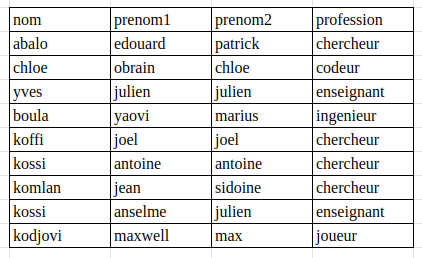 nom prenom1 prenom2 profession
abalo edouard patrick chercheur
chloe obrain chloe codeur
yves julien julien enseignant
boula yaovi marius ingenieur
koffi joel joel chercheur
kossi antoine antoine chercheur
komlan jean sidoine chercheur
kossi anselme julien enseignant
kodjovi maxwell max joueur